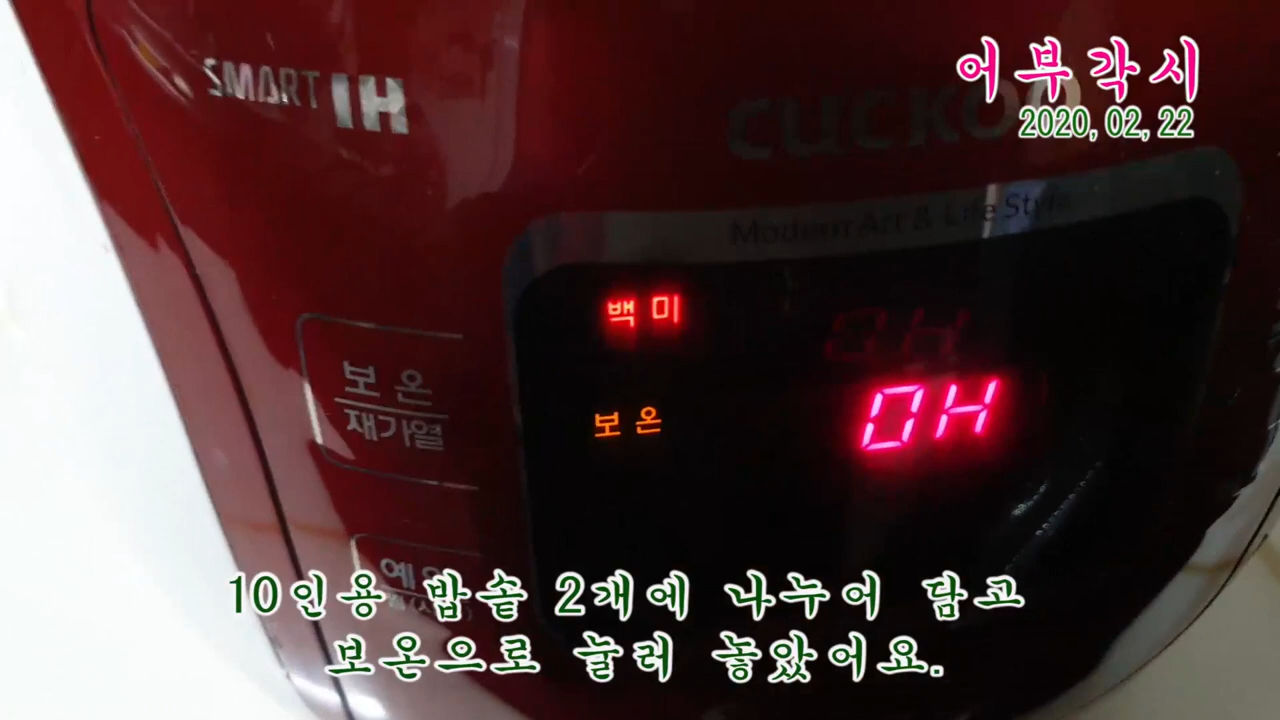 어부각시
2020, 02, 22
SMART IH
CUCKOO
Modern Art & Life Style
백미
보온
0H
보온
재가열
10인용 밥솥 2개에 나누어 담고
보온으로 눌러 놓았어요.